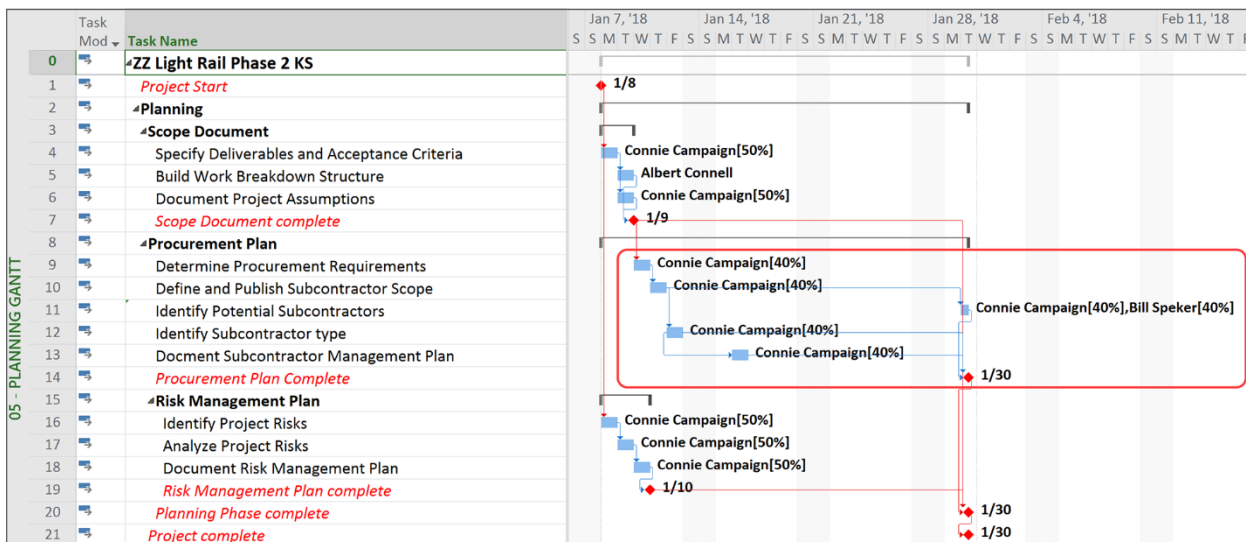 Task Mod Task Name Jan 7, '18 Jan 14, '18 Jan 21, '18 Jan 28, '18 Feb 4, '18 Feb 11, '18
S S M T W T F S S M T W T F S S M T W T F S S M T W T F S S M T W T F S S M T W T F
0 ZZ Light Rail Phase 2 KS
1 Project Start 1/8
2 Planning
3 Scope Document
4 Specify Deliverables and Acceptance Criteria Connie Campaign[50%]
5 Build Work Breakdown Structure Albert Connell
6 Document Project Assumptions Connie Campaign[50%]
7 Scope Document complete 1/9
8 Procurement Plan
9 Determine Procurement Requirements Connie Campaign[40%]
10 Define and Publish Subcontractor Scope Connie Campaign[40%]
11 Identify Potential Subcontractors Connie Campaign[40%],Bill Speker[40%]
12 Identify Subcontractor type Connie Campaign[40%]
13 Docment Subcontractor Management Plan Connie Campaign[40%]
14 Procurement Plan Complete 1/30
15 Risk Management Plan
16 Identify Project Risks Connie Campaign[50%]
17 Analyze Project Risks Connie Campaign[50%]
18 Document Risk Management Plan Connie Campaign[50%]
19 Risk Management Plan complete 1/10
20 Planning Phase complete 1/30
21 Project complete 1/30
05 - PLANNING GANTT